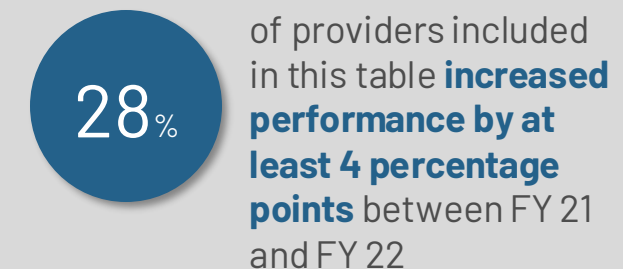 28%
of providers included
in this table increased
performance by at
least 4 percentage
points between FY 21
and FY 22